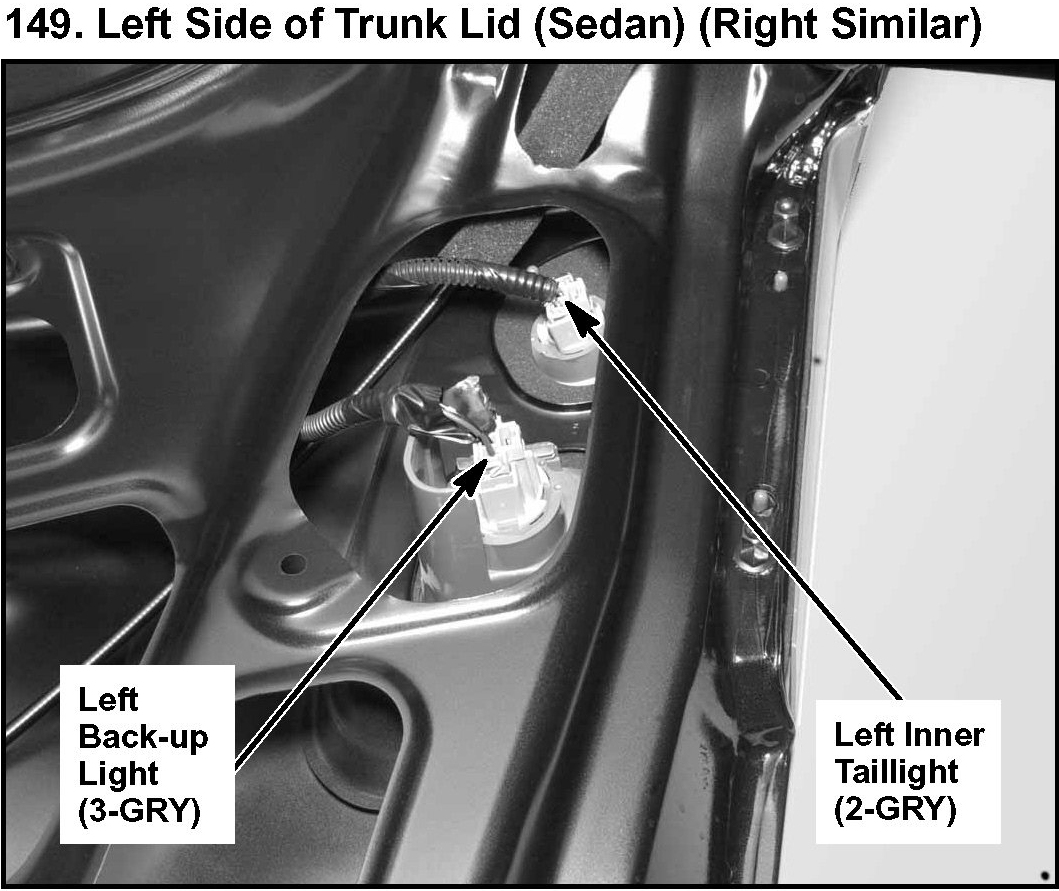 149. Left Side of Trunk Lid (Sedan) (Right Similar)
Left
Back-up
Light
(3-GRY)
Left Inner
Taillight
(2-GRY)